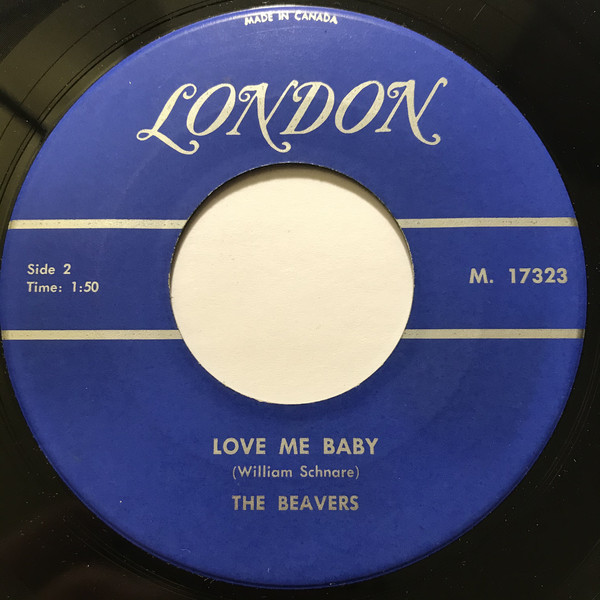 MADE IN CANADA
LONDON
Side 2
Time: 1:50
M. 17323
LOVE ME BABY
(William Schnare)
THE BEAVERS